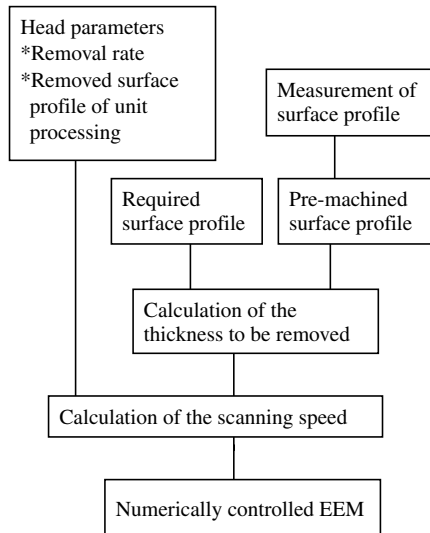 Head parameters
*Removal rate
*Removed surface
profile of unit
processing
Measurement of
surface profile
Required
surface profile
Pre-machined
surface profile
Calculation of the
thickness to be removed
Calculation of the scanning speed
Numerically controlled EEM